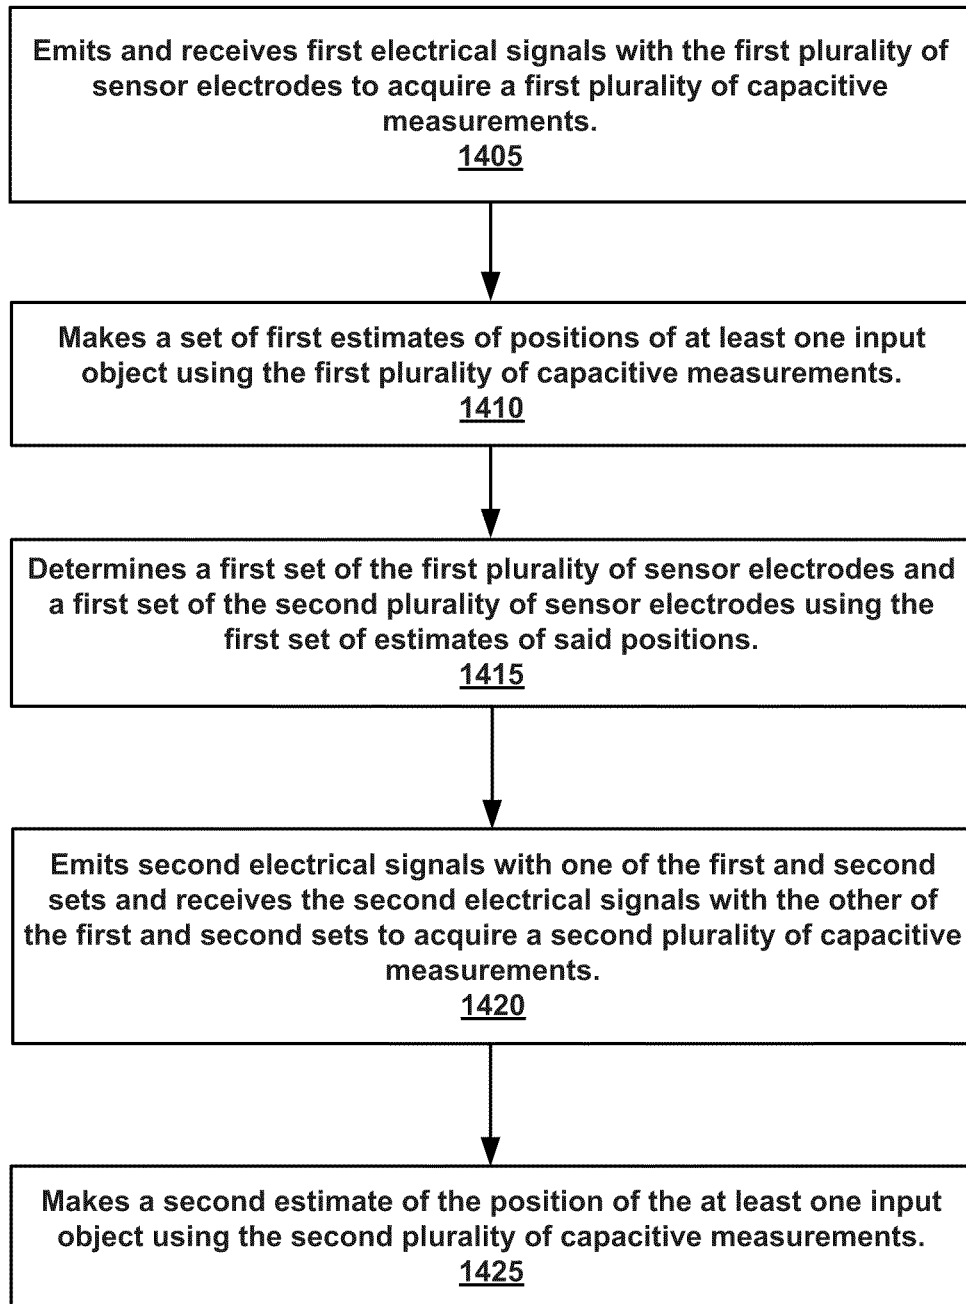 Emits and receives first electrical signals with the first plurality of
sensor electrodes to acquire a first plurality of capacitive
measurements.
1405
Makes a set of first estimates of positions of at least one input
object using the first plurality of capacitive measurements.
1410
Determines a first set of the first plurality of sensor electrodes and
a first set of the second plurality of sensor electrodes using the
first set of estimates of said positions.
1415
Emits second electrical signals with one of the first and second
sets and receives the second electrical signals with the other of
the first and second sets to acquire a second plurality of capacitive
measurements.
1420
Makes a second estimate of the position of the at least one input
object using the second plurality of capacitive measurements.
1425